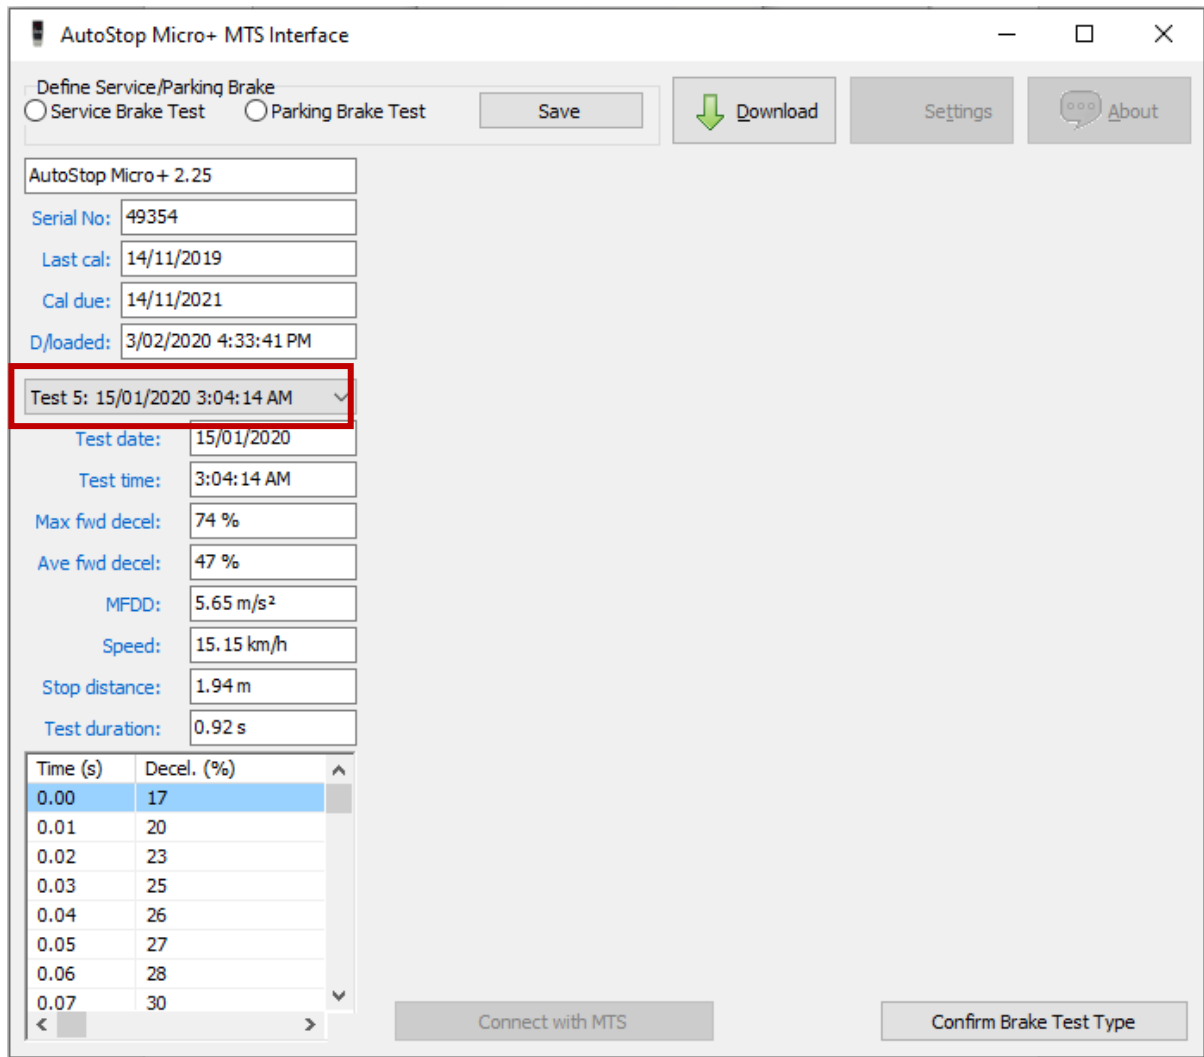 AutoStop Micro+ MTS Interface
Define Service/Parking Brake
Service Brake Test Parking Brake Test Save Download Settings About
AutoStop Micro+ 2.25
Serial No: 49354
Last cal: 14/11/2019
Cal due: 14/11/2021
D/loaded: 3/02/2020 4:33:41 PM
Test 5: 15/01/2020 3:04:14 AM
Test date: 15/01/2020
Test time: 3:04:14 AM
Max fwd decel: 74 %
Ave fwd decel: 47 %
MFDD: 5.65 m/s²
Speed: 15.15 km/h
Stop distance: 1.94 m
Test duration: 0.92 s
Time (s) Decel. (%)
0.00 17
0.01 20
0.02 23
0.03 25
0.04 26
0.05 27
0.06 28
0.07 30
Connect with MTS Confirm Brake Test Type